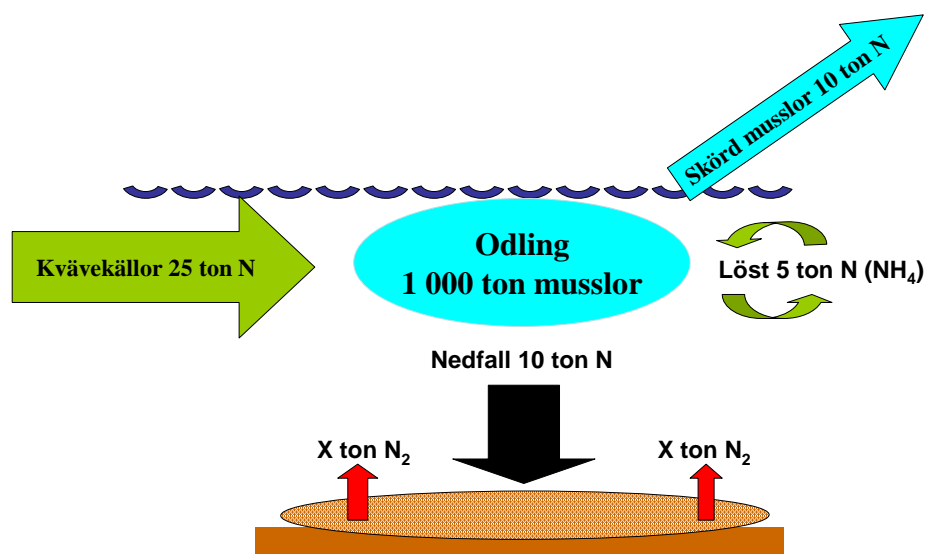 Skörd musslor 10 ton N
Kvävekällor 25 ton N
Odling
1 000 ton musslor
Löst 5 ton N (NH₄)
Nedfall 10 ton N
X ton N₂
X ton N₂